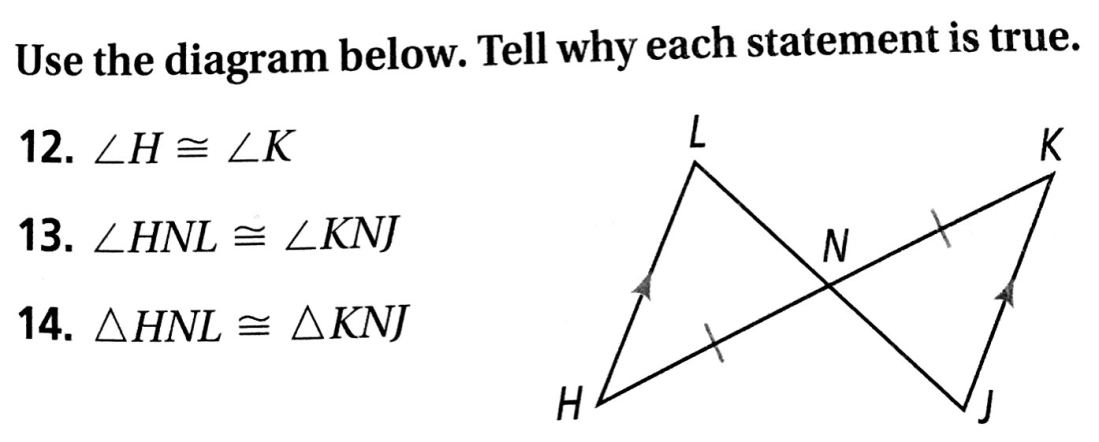 Use the diagram below. Tell why each statement is true.
12. ∠H ≅ ∠K
13. ∠HNL ≅ ∠KNJ
14. △HNL ≅ △KNJ
L
K
N
H
J